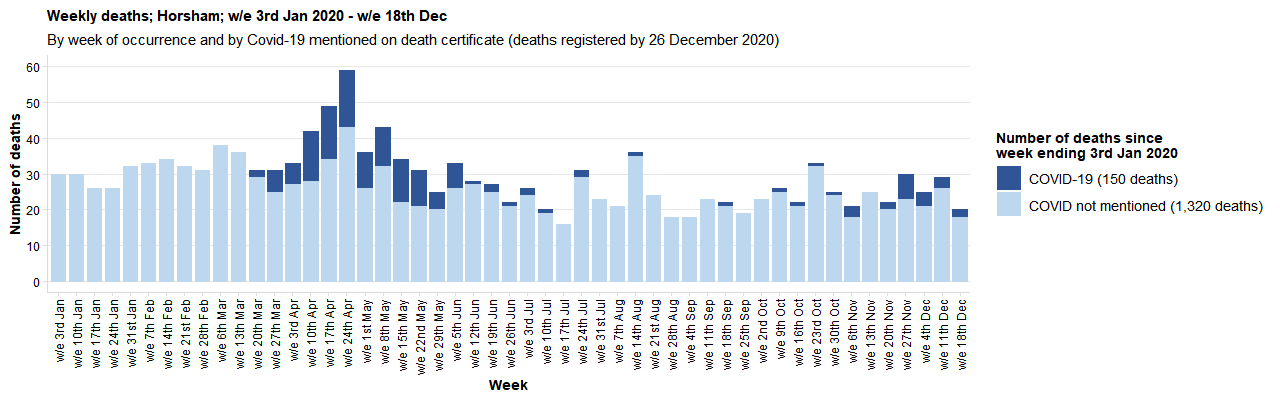 Weekly deaths; Horsham; w/e 3rd Jan 2020 - w/e 18th Dec
By week of occurrence and by Covid-19 mentioned on death certificate (deaths registered by 26 December 2020)
Number of deaths
60
50
40
30
20
10
0
w/e 3rd Jan
w/e 10th Jan
w/e 17th Jan
w/e 24th Jan
w/e 31st Jan
w/e 7th Feb
w/e 14th Feb
w/e 21st Feb
w/e 28th Feb
w/e 6th Mar
w/e 13th Mar
w/e 20th Mar
w/e 27th Mar
w/e 3rd Apr
w/e 10th Apr
w/e 17th Apr
w/e 24th Apr
w/e 1st May
w/e 8th May
w/e 15th May
w/e 22nd May
w/e 29th May
w/e 5th Jun
w/e 12th Jun
w/e 19th Jun
w/e 26th Jun
w/e 3rd Jul
w/e 10th Jul
w/e 17th Jul
w/e 24th Jul
w/e 31st Jul
w/e 7th Aug
w/e 14th Aug
w/e 21st Aug
w/e 28th Aug
w/e 4th Sep
w/e 11th Sep
w/e 18th Sep
w/e 25th Sep
w/e 2nd Oct
w/e 9th Oct
w/e 16th Oct
w/e 23rd Oct
w/e 30th Oct
w/e 6th Nov
w/e 13th Nov
w/e 20th Nov
w/e 27th Nov
w/e 4th Dec
w/e 11th Dec
w/e 18th Dec
Week
Number of deaths since
week ending 3rd Jan 2020
COVID-19 (150 deaths)
COVID not mentioned (1,320 deaths)